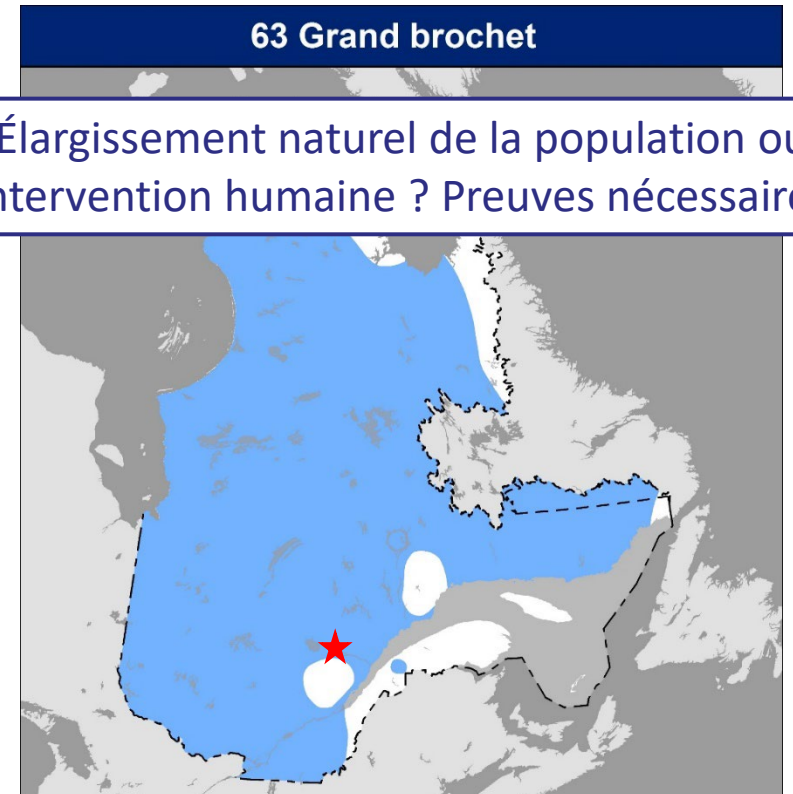 63 Grand brochet
Élargissement naturel de la population ou
ntervention humaine ? Preuves nécessaire